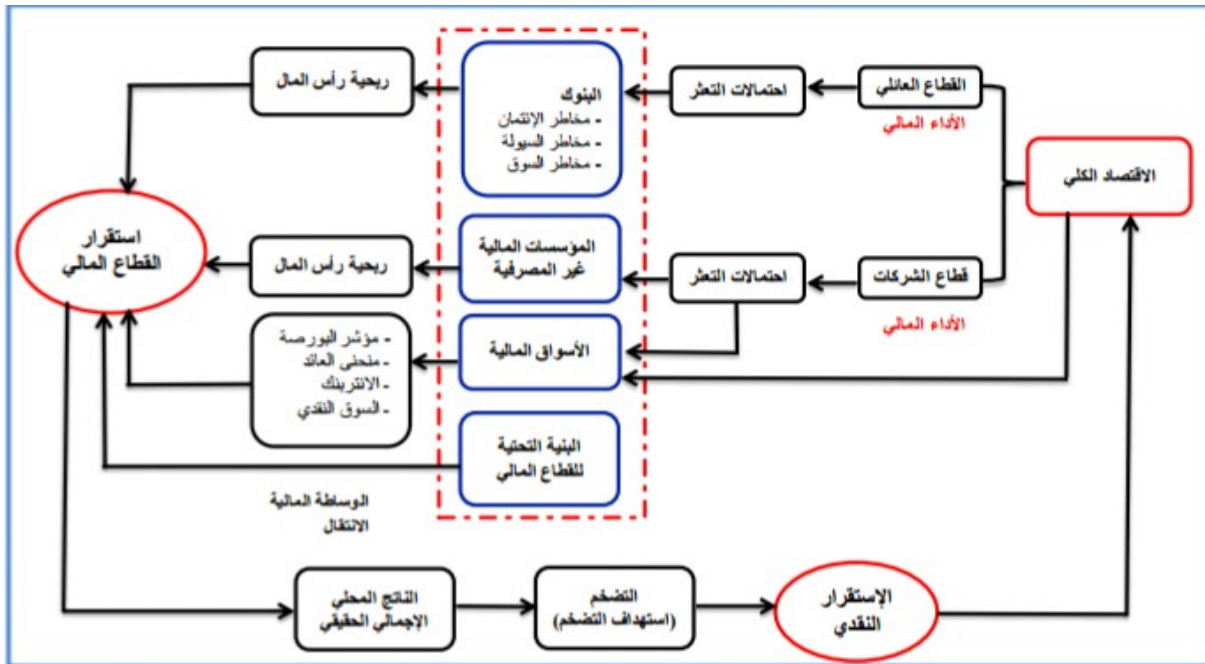 الاقتصاد الكلي
القطاع العائلي
الأداء المالي
احتمالات التعثر
البنوك
- مخاطر الإئتمان
- مخاطر السيولة
- مخاطر السوق
ربحية رأس المال
قطاع الشركات
الأداء المالي
احتمالات التعثر
المؤسسات المالية
غير المصرفية
ربحية رأس المال
استقرار
القطاع المالي
الأسواق المالية
- مؤشر البورصة
- منحنى العائد
- الانتربنك
- السوق النقدي
البنية التحتية
للقطاع المالي
الوساطة المالية
الانتقال
الناتج المحلي
الإجمالي الحقيقي
التضخم
(استهداف التضخم)
الإستقرار
النقدي